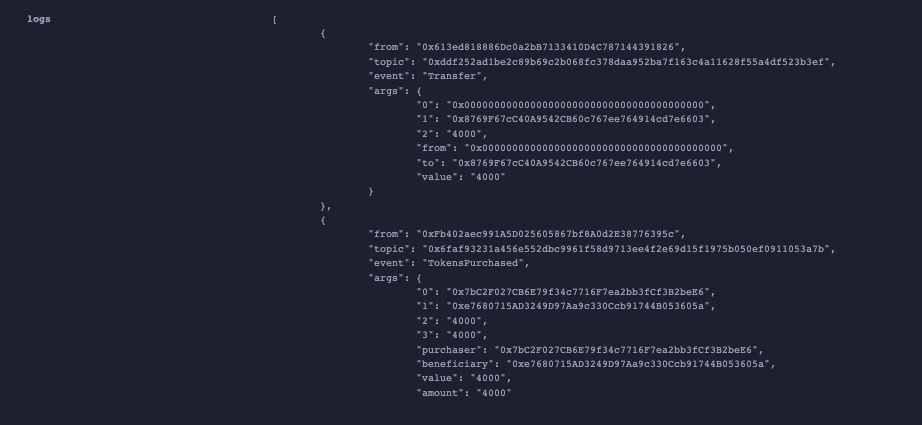 logs [
{
"from": "0x613ed818886Dc0a2bB7133410D4C787144391826",
"topic": "0xddf252ad1be2c89b69c2b068fc378daa952ba7f163c4a11628f55a4df523b3ef",
"event": "Transfer",
"args": {
"0": "0x0000000000000000000000000000000000000000",
"1": "0x8769F67cC40A9542CB60c767ee764914cd7e6603",
"2": "4000",
"from": "0x0000000000000000000000000000000000000000",
"to": "0x8769F67cC40A9542CB60c767ee764914cd7e6603",
"value": "4000"
}
},
{
"from": "0xFb402aec991A5D025605867bf8A0d2E38776395c",
"topic": "0x6faf93231a456e552dbc9961f58d9713ee4f2e69d15f1975b050ef0911053a7b",
"event": "TokensPurchased",
"args": {
"0": "0x7bC2F027CB6E79f34c7716F7ea2bb3fCf3B2beE6",
"1": "0xe7680715AD3249D97Aa9c330Ccb91744B053605a",
"2": "4000",
"3": "4000",
"purchaser": "0x7bC2F027CB6E79f34c7716F7ea2bb3fCf3B2beE6",
"beneficiary": "0xe7680715AD3249D97Aa9c330Ccb91744B053605a",
"value": "4000",
"amount": "4000"